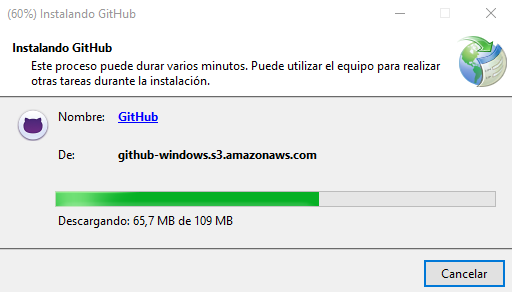 (60%) Instalando GitHub
Instalando GitHub
Este proceso puede durar varios minutos. Puede utilizar el equipo para realizar
otras tareas durante la instalación.
Nombre: GitHub
De: github-windows.s3.amazonaws.com
Descargando: 65,7 MB de 109 MB
Cancelar